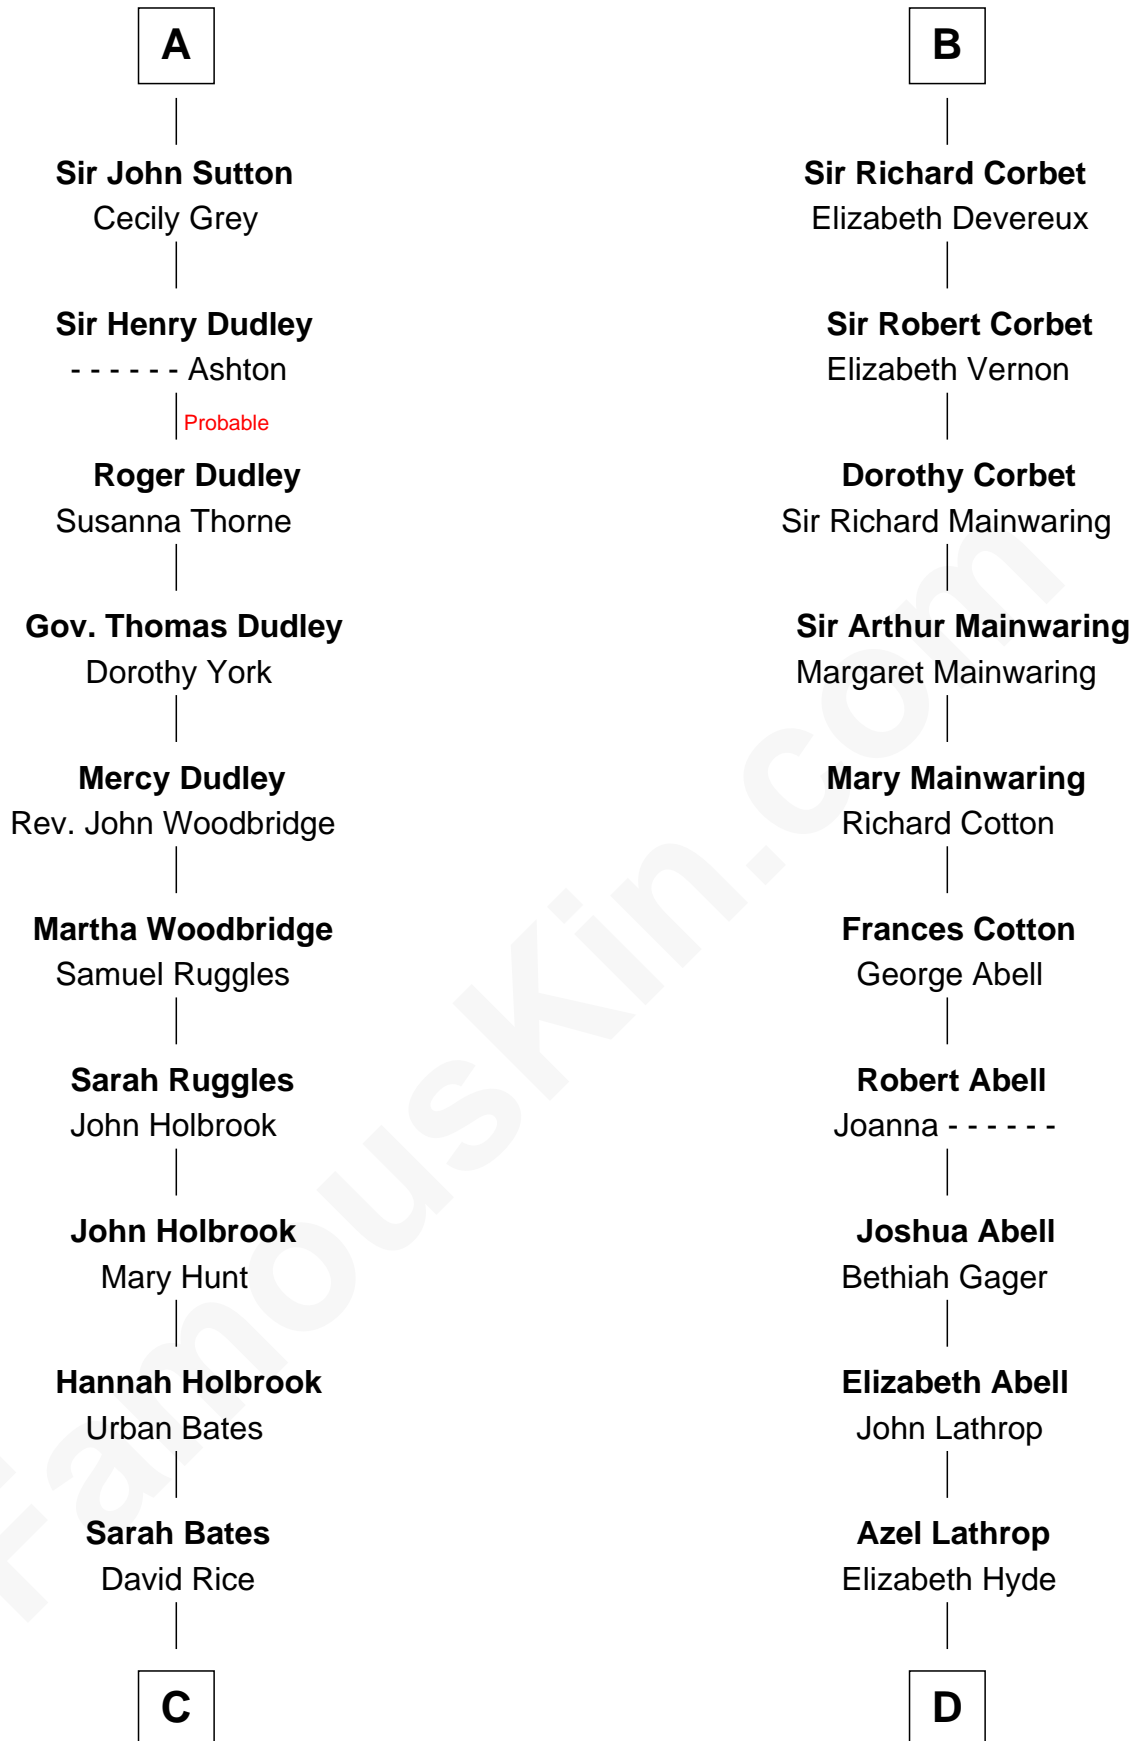 A
Sir John Sutton
Cecily Grey
Sir Henry Dudley
- - - - - - Ashton
Probable
Roger Dudley
Susanna Thorne
Gov. Thomas Dudley
Dorothy York
Mercy Dudley
Rev. John Woodbridge
Martha Woodbridge
Samuel Ruggles
Sarah Ruggles
John Holbrook
John Holbrook
Mary Hunt
Hannah Holbrook
Urban Bates
Sarah Bates
David Rice
C
B
Sir Richard Corbet
Elizabeth Devereux
Sir Robert Corbet
Elizabeth Vernon
Dorothy Corbet
Sir Richard Mainwaring
Sir Arthur Mainwaring
Margaret Mainwaring
Mary Mainwaring
Richard Cotton
Frances Cotton
George Abell
Robert Abell
Joanna - - - - - -
Joshua Abell
Bethiah Gager
Elizabeth Abell
John Lathrop
Azel Lathrop
Elizabeth Hyde
D
FamousKin.com